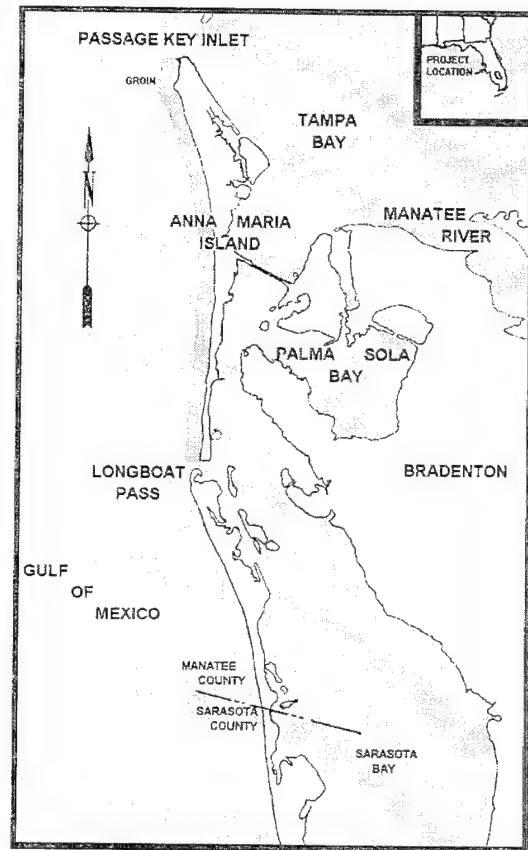 PASSAGE KEY INLET
PROJECT
LOCATION
GROIN
TAMPA
BAY
N
ANNA MARIA
ISLAND
MANATEE
RIVER
PALMA SOLA
BAY
LONGBOAT
PASS
BRADENTON
GULF
OF
MEXICO
MANATEE
COUNTY
SARASOTA
COUNTY
SARASOTA
BAY